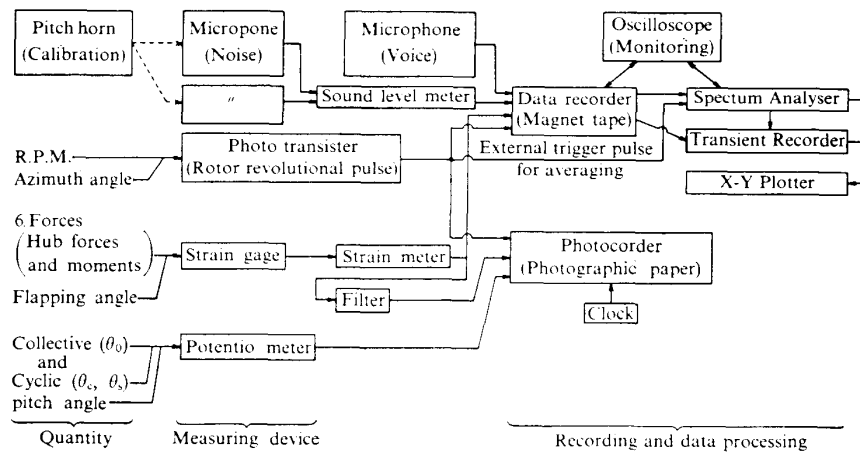 Pitch horn
(Calibration)
Micropone
(Noise)
Microphone
(Voice)
Oscilloscope
(Monitoring)
〃
Sound level meter
Data recorder
(Magnet tape)
Spectum Analyser
Transient Recorder
X-Y Plotter
R.P.M.
Azimuth angle
Photo transister
(Rotor revolutional pulse)
External trigger pulse
for averaging
6 Forces
(Hub forces
and moments)
Flapping angle
Strain gage
Strain meter
Filter
Photocorder
(Photographic paper)
Clock
Collective (θ₀)
and
Cyclic (θc, θs)
pitch angle
Potentio meter
Quantity
Measuring device
Recording and data processing